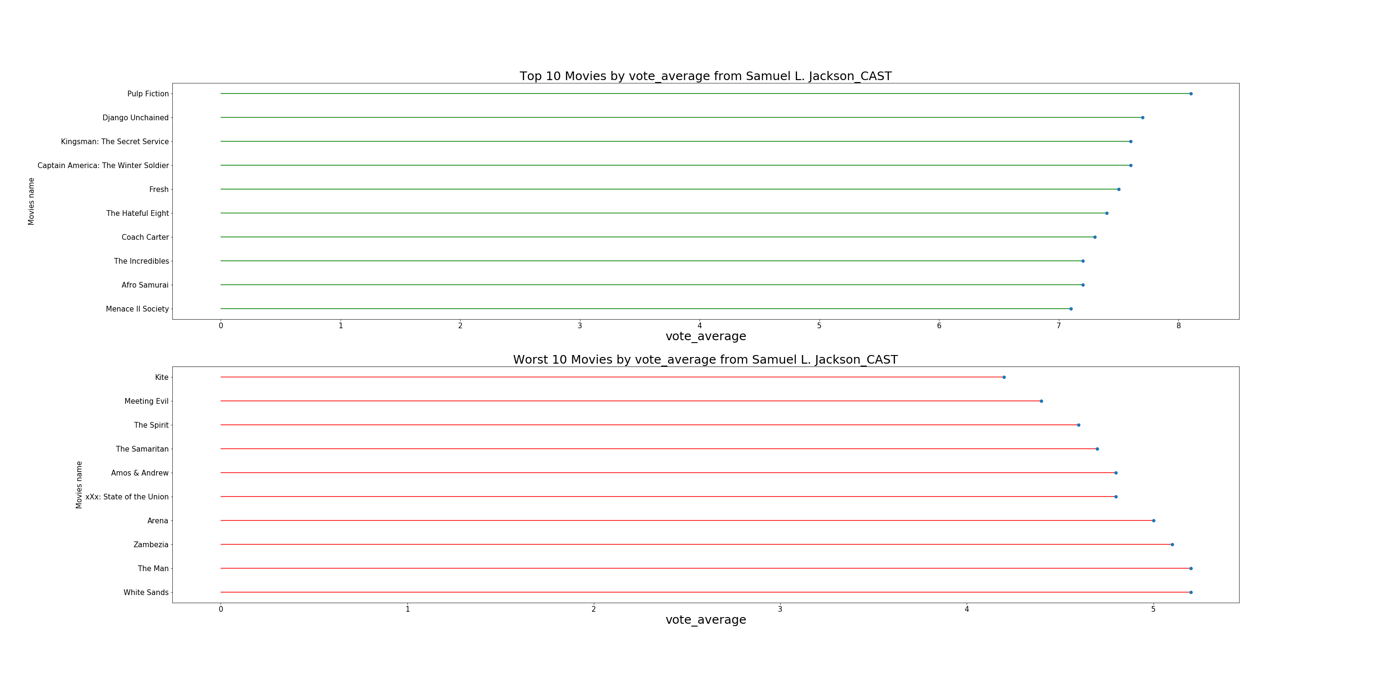 Top 10 Movies by vote_average from Samuel L. Jackson_CAST
Movies name
Pulp Fiction
Django Unchained
Kingsman: The Secret Service
Captain America: The Winter Soldier
Fresh
The Hateful Eight
Coach Carter
The Incredibles
Afro Samurai
Menace II Society
0 1 2 3 4 5 6 7 8
vote_average
Worst 10 Movies by vote_average from Samuel L. Jackson_CAST
Movies name
Kite
Meeting Evil
The Spirit
The Samaritan
Amos & Andrew
xXx: State of the Union
Arena
Zambezia
The Man
White Sands
0 1 2 3 4 5
vote_average